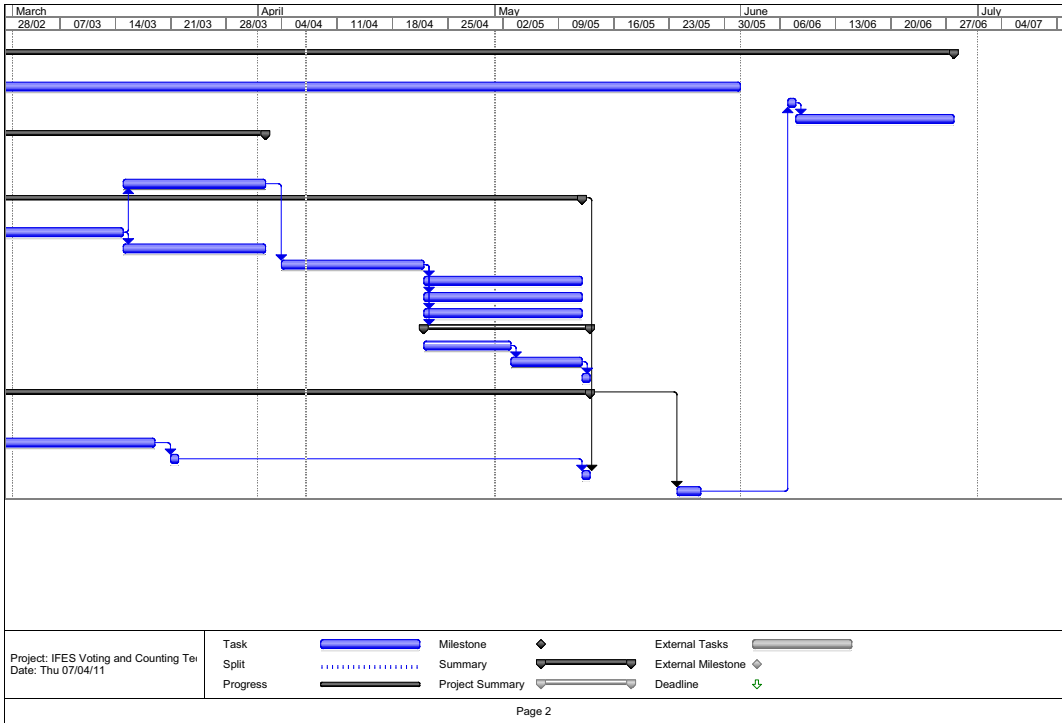 March April May June July
28/02 07/03 14/03 21/03 28/03 04/04 11/04 18/04 25/04 02/05 09/05 16/05 23/05 30/05 06/06 13/06 20/06 27/06 04/07
Project: IFES Voting and Counting Te
Date: Thu 07/04/11
Task
Split
Progress
Milestone
Summary
Project Summary
External Tasks
External Milestone
Deadline
Page 2